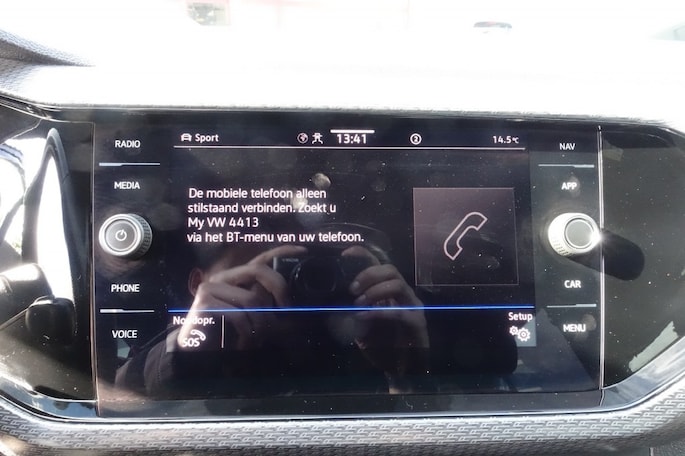 RADIO
MEDIA
PHONE
VOICE
Sport
13:41
2
14.5°C
De mobiele telefoon alleen
stilstaand verbinden. Zoekt u
My VW 4413
via het BT-menu van uw telefoon.
SOS
Setup
NAV
APP
CAR
MENU